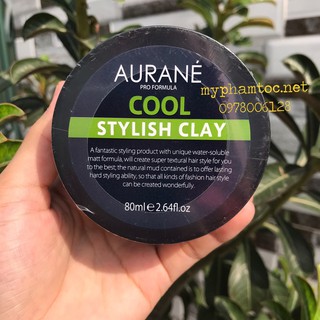 AURANÉ
PRO FORMULA
COOL
STYLISH CLAY
A fantastic styling product with unique water-soluble
matt formula, will create super textural hair style for you
to the best, the natural mud contained is to offer lasting
hard styling ability, so that all kinds of fashion hair style
can be created wonderfully.
80ml e 2.64fl.oz
myphamtoc.net
0978006128